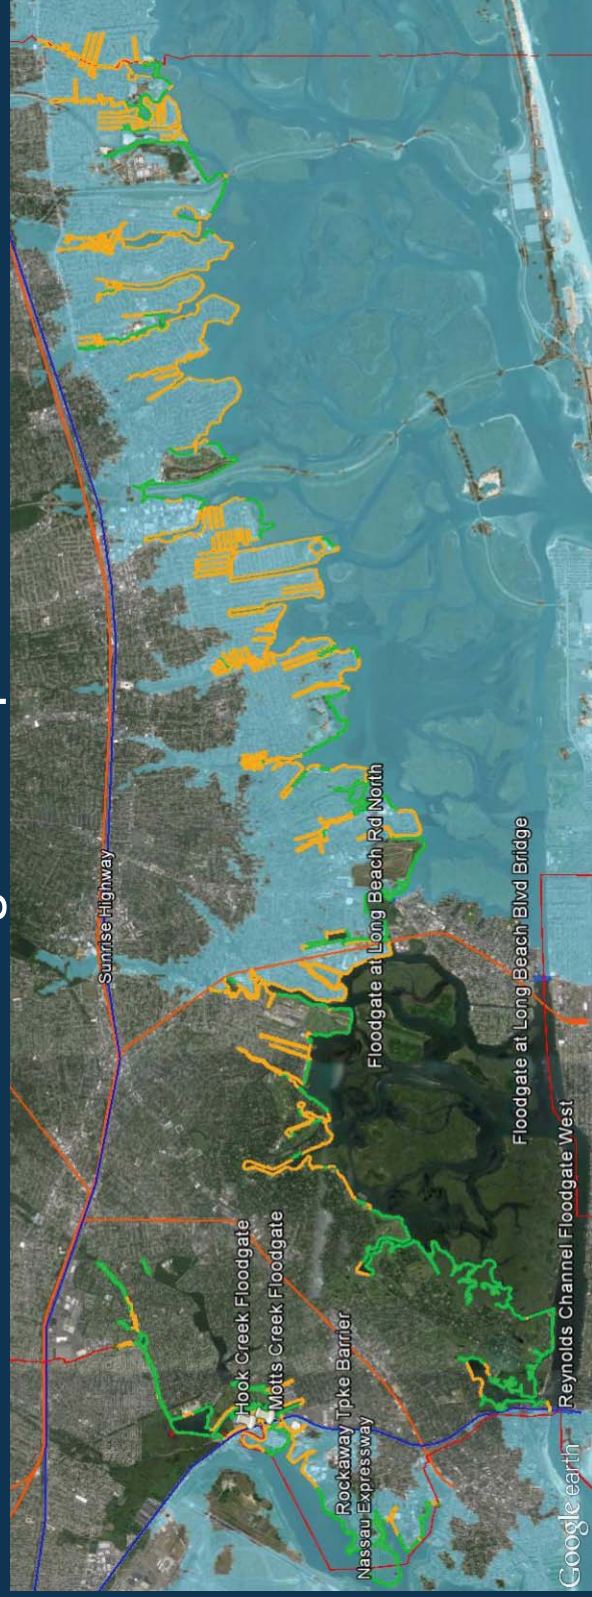 Sunrise Highway
Floodgate at Long Beach Rd North
Floodgate at Long Beach Blvd Bridge
Hook Creek Floodgate
Motts Creek Floodgate
Rockaway Tpke Barrier
Nassau Expressway
Reynolds Channel Floodgate West
Google earth